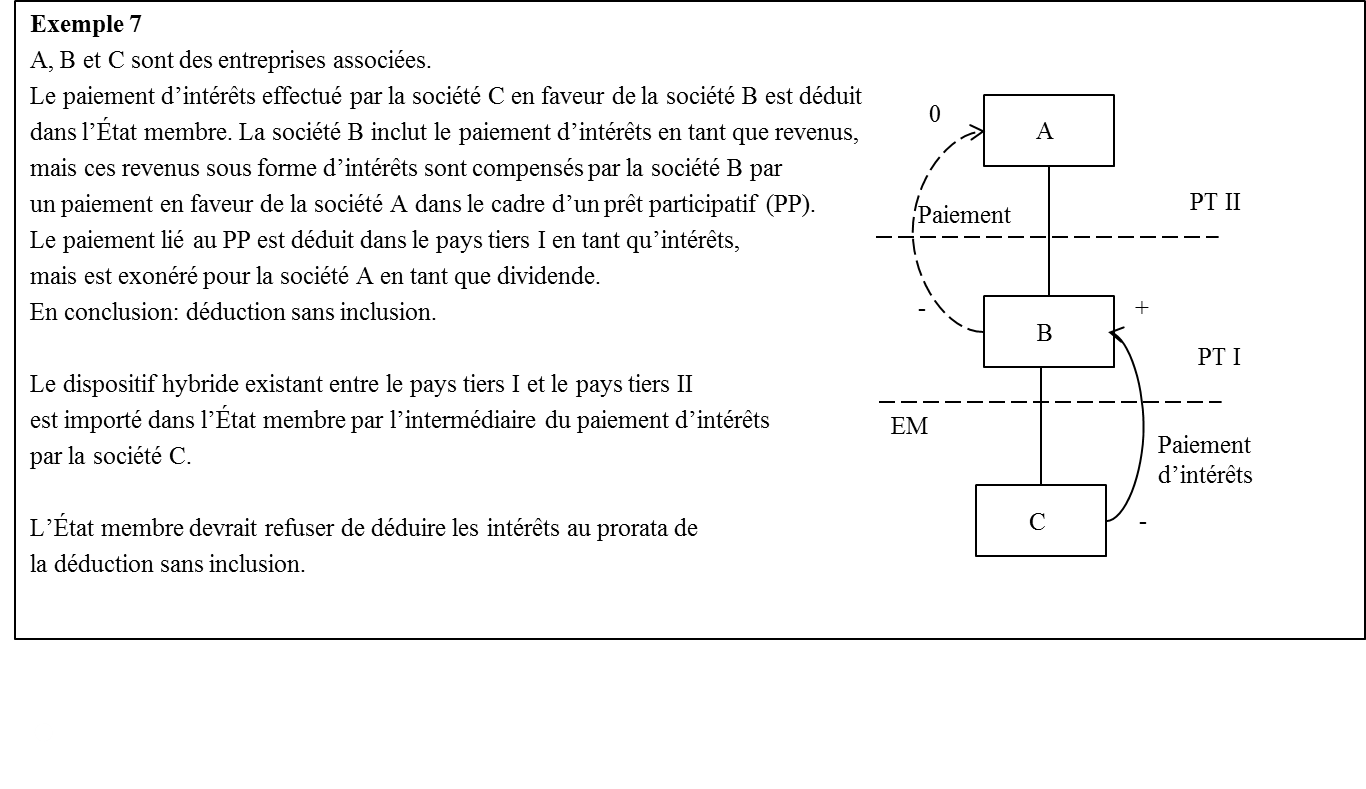 Exemple 7
A, B et C sont des entreprises associées.
Le paiement d’intérêts effectué par la société C en faveur de la société B est déduit
dans l’État membre. La société B inclut le paiement d’intérêts en tant que revenus,
mais ces revenus sous forme d’intérêts sont compensés par la société B par
un paiement en faveur de la société A dans le cadre d’un prêt participatif (PP).
Le paiement lié au PP est déduit dans le pays tiers I en tant qu’intérêts,
mais est exonéré pour la société A en tant que dividende.
En conclusion: déduction sans inclusion.
Le dispositif hybride existant entre le pays tiers I et le pays tiers II
est importé dans l’État membre par l’intermédiaire du paiement d’intérêts
par la société C.
L’État membre devrait refuser de déduire les intérêts au prorata de
la déduction sans inclusion.
0
A
PT II
Paiement
-
B
+
PT I
EM
Paiement
d’intérêts
C
-